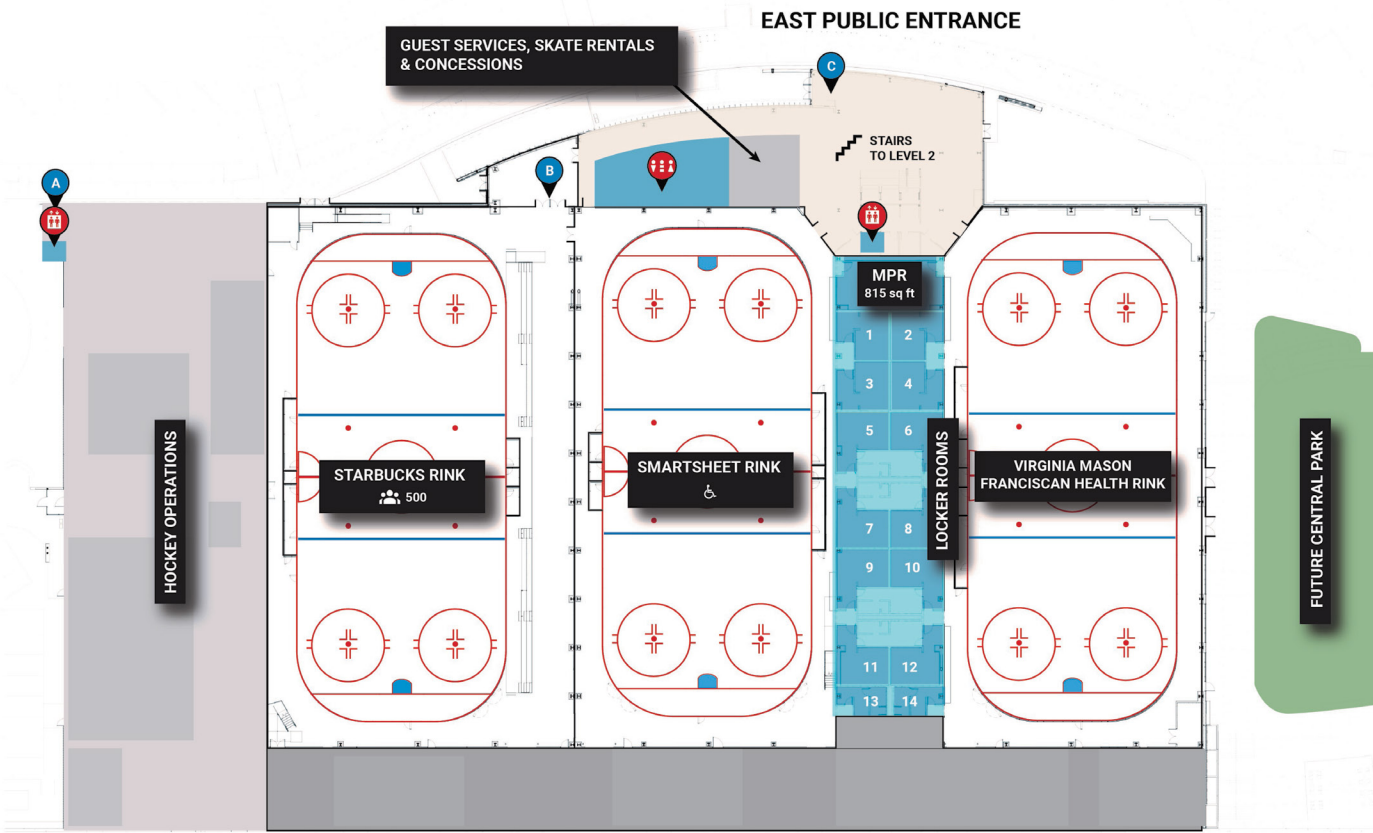 EAST PUBLIC ENTRANCE
GUEST SERVICES, SKATE RENTALS
& CONCESSIONS
C
STAIRS
TO LEVEL 2
A
B
MPR
815 sq ft
1 2
3 4
5 6
7 8
9 10
11 12
13 14
HOCKEY OPERATIONS
STARBUCKS RINK
500
SMARTSHEET RINK
LOCKER ROOMS
VIRGINIA MASON
FRANCISCAN HEALTH RINK
FUTURE CENTRAL PARK